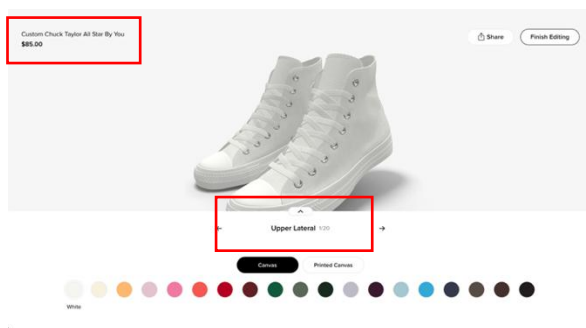 Custom Chuck Taylor All Star By You
$85.00
Share
Finish Editing
Upper Lateral 1/20
Canvas
Printed Canvas
White